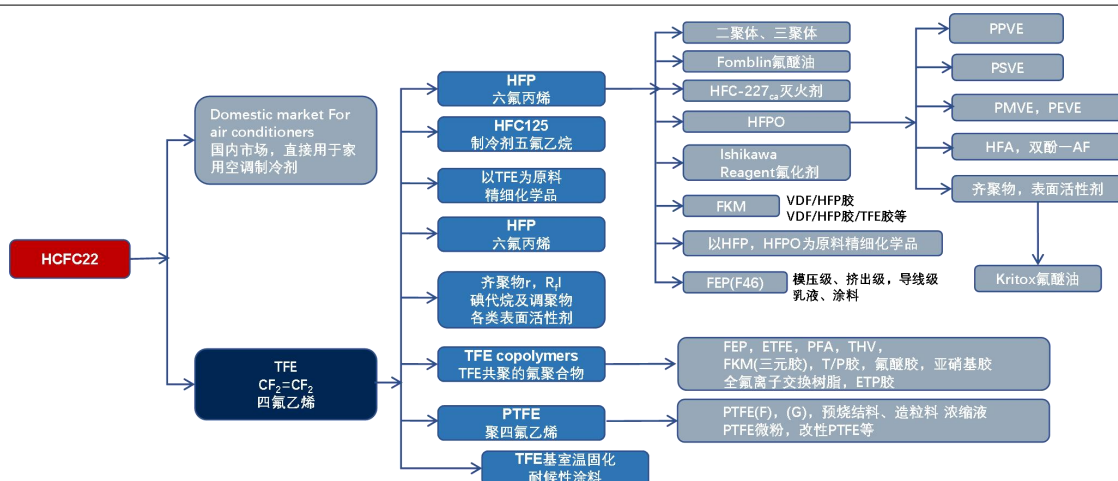 HCFC22
Domestic market For
air conditioners
国内市场，直接用于家
用空调制冷剂
TFE
CF₂=CF₂
四氟乙烯
HFP
六氟丙烯
HFC125
制冷剂五氟乙烷
以TFE为原料
精细化学品
HFP
六氟丙烯
齐聚物r，RfI
碘代烷及调聚物
各类表面活性剂
TFE copolymers
TFE共聚的氟聚合物
PTFE
聚四氟乙烯
TFE基室温固化
耐候性涂料
二聚体、三聚体
Fomblin氟醚油
HFC-227ca灭火剂
HFPO
Ishikawa
Reagent氟化剂
FKM
VDF/HFP胶
VDF/HFP胶/TFE胶等
以HFP，HFPO为原料精细化学品
FEP(F46)
模压级、挤出级，导线级
乳液、涂料
PPVE
PSVE
PMVE，PEVE
HFA，双酚一AF
齐聚物，表面活性剂
Kritox氟醚油
FEP，ETFE，PFA，THV，
FKM(三元胶)，T/P胶，氟醚胶，亚硝基胶
全氟离子交换树脂，ETP胶
PTFE(F)，(G)，预烧结料、造粒料 浓缩液
PTFE微粉，改性PTFE等